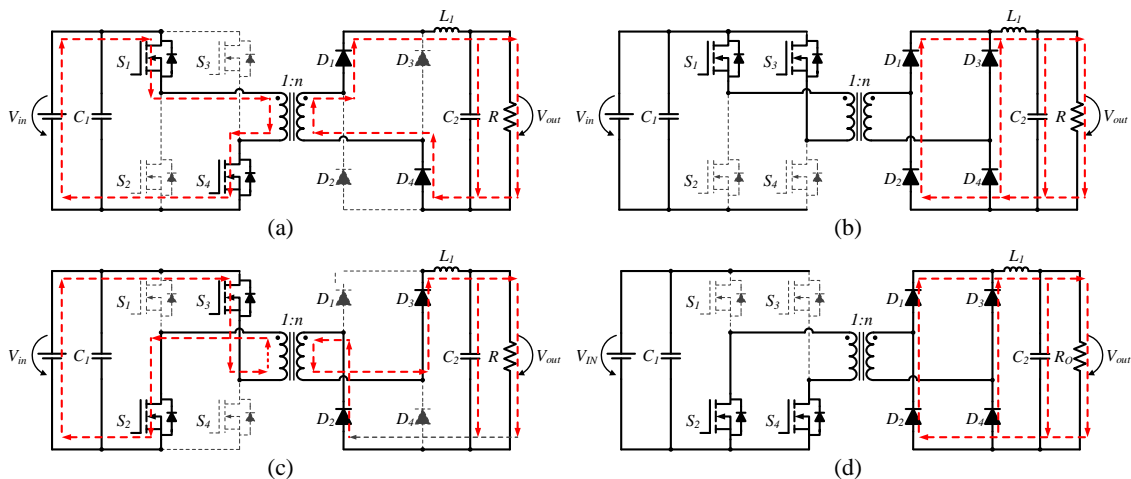 L1
S1
S3
D1
D3
1:n
Vin
C1
C2
R
Vout
S2
S4
D2
D4
(a)
L1
S1
S3
D1
D3
1:n
Vin
C1
C2
R
Vout
S2
S4
D2
D4
(b)
L1
S1
S3
D1
D3
1:n
Vin
C1
C2
R
Vout
S2
S4
D2
D4
(c)
L1
S1
S3
D1
D3
1:n
VIN
C1
C2
RO
Vout
S2
S4
D2
D4
(d)